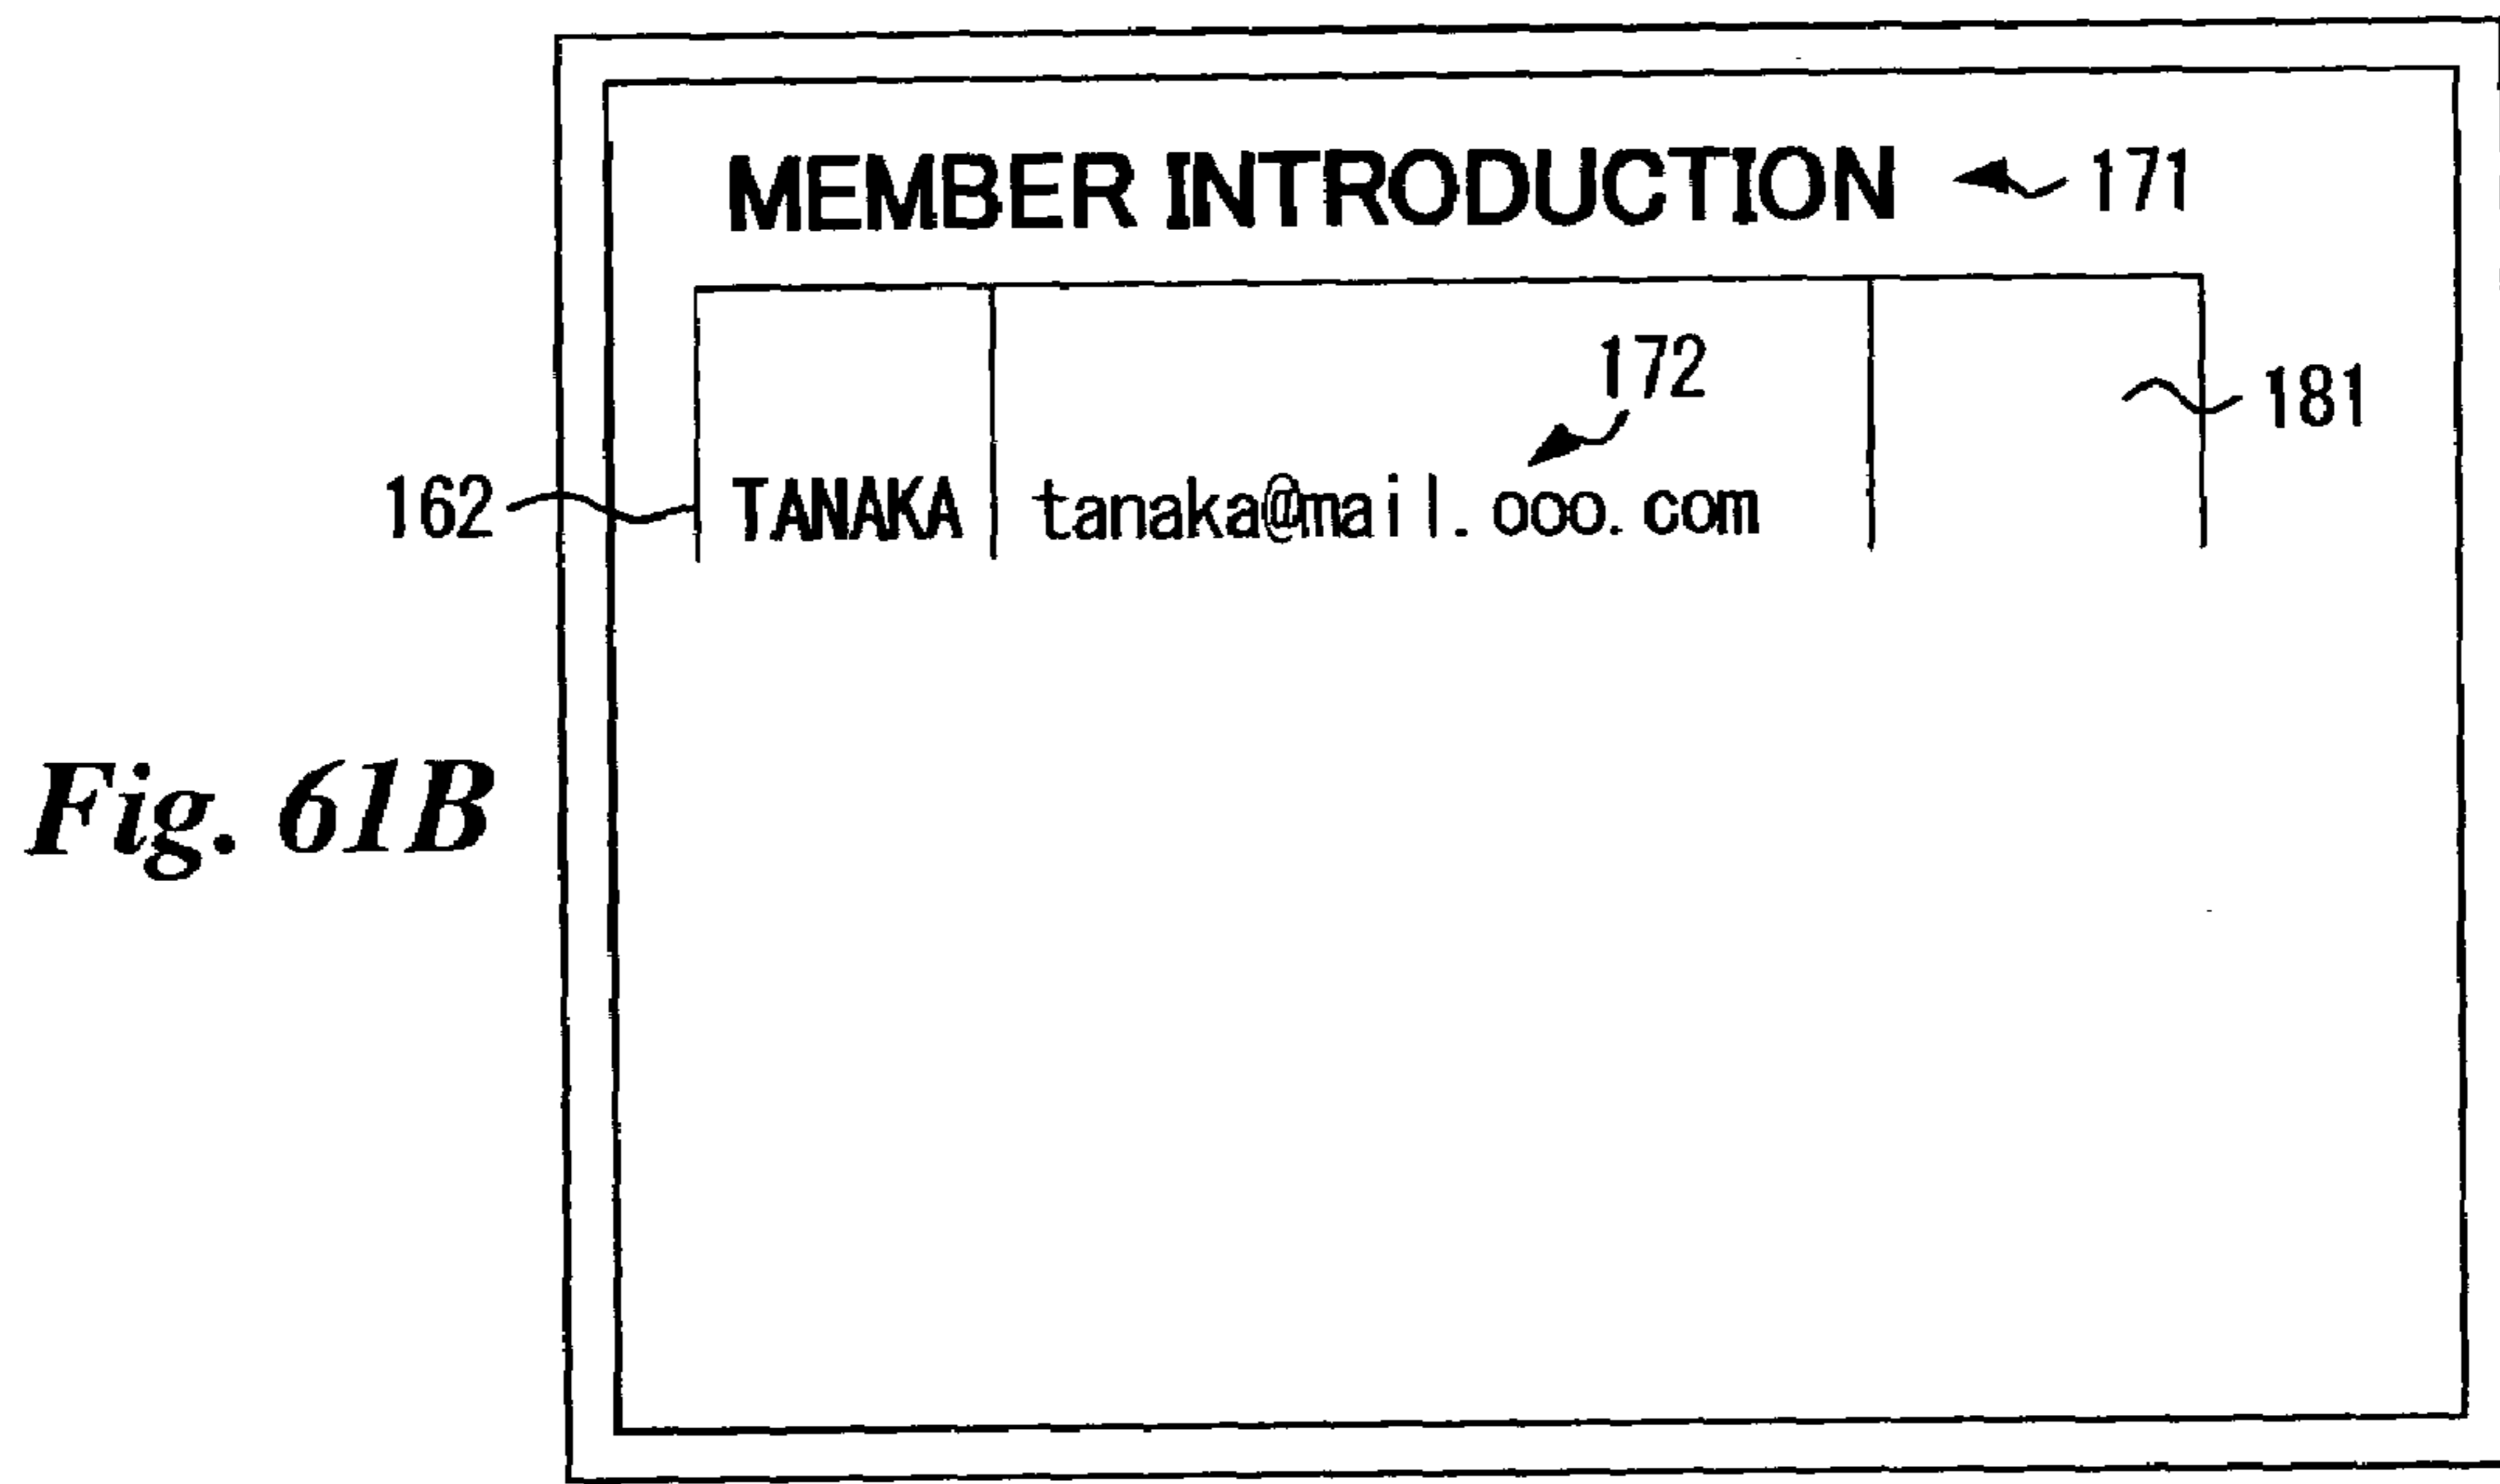 MEMBER INTRODUCTION 171
172
181
162 TANAKA tanaka@mail.ooo.com
Fig. 61B